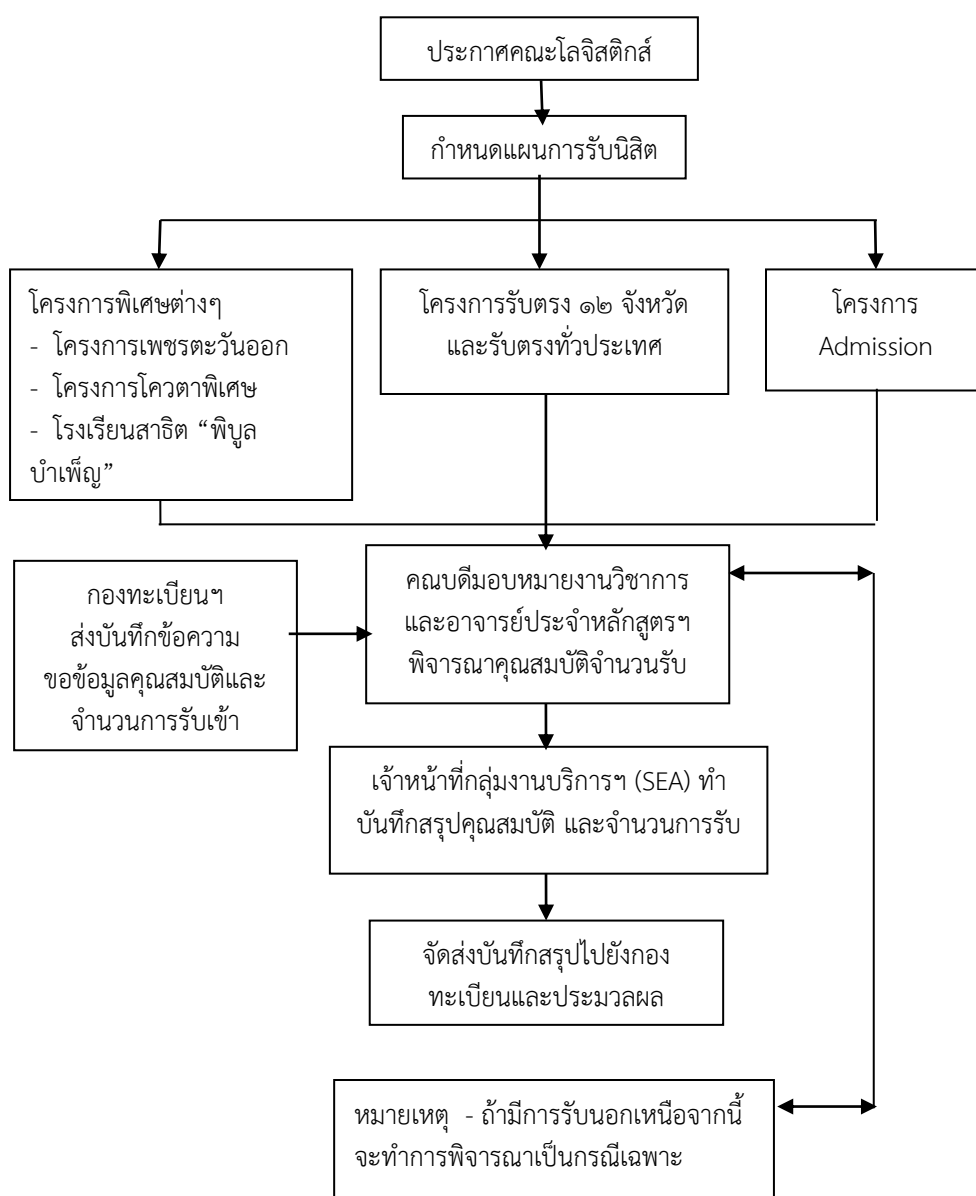 ประกาศคณะโลจิสติกส์
กำหนดแผนการรับนิสิต
โครงการพิเศษต่างๆ
- โครงการเพชรตะวันออก
- โครงการโควตาพิเศษ
- โรงเรียนสาธิต “พิบูล
บำเพ็ญ”
โครงการรับตรง ๑๒ จังหวัด
และรับตรงทั่วประเทศ
โครงการ
Admission
กองทะเบียนฯ
ส่งบันทึกข้อความ
ขอข้อมูลคุณสมบัติและ
จำนวนการรับเข้า
คณบดีมอบหมายงานวิชาการ
และอาจารย์ประจำหลักสูตรฯ
พิจารณาคุณสมบัติจำนวนรับ
เจ้าหน้าที่กลุ่มงานบริการฯ (SEA) ทำ
บันทึกสรุปคุณสมบัติ และจำนวนการรับ
จัดส่งบันทึกสรุปไปยังกอง
ทะเบียนและประมวลผล
หมายเหตุ - ถ้ามีการรับนอกเหนือจากนี้
จะทำการพิจารณาเป็นกรณีเฉพาะ